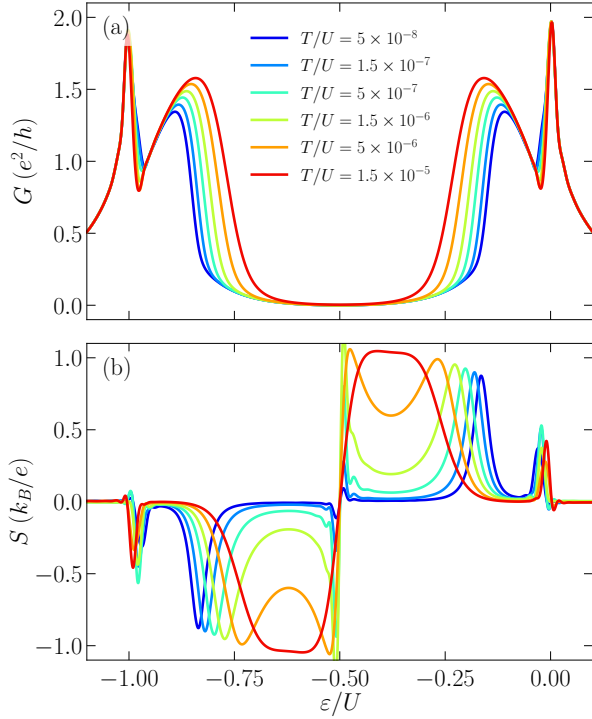 (a)
G (e²/h)
2.0
1.5
1.0
0.5
0.0
T/U = 5 × 10⁻⁸
T/U = 1.5 × 10⁻⁷
T/U = 5 × 10⁻⁷
T/U = 1.5 × 10⁻⁶
T/U = 5 × 10⁻⁶
T/U = 1.5 × 10⁻⁵
(b)
S (k_B/e)
1.0
0.5
0.0
−0.5
−1.0
−1.00 −0.75 −0.50 −0.25 0.00
ε/U